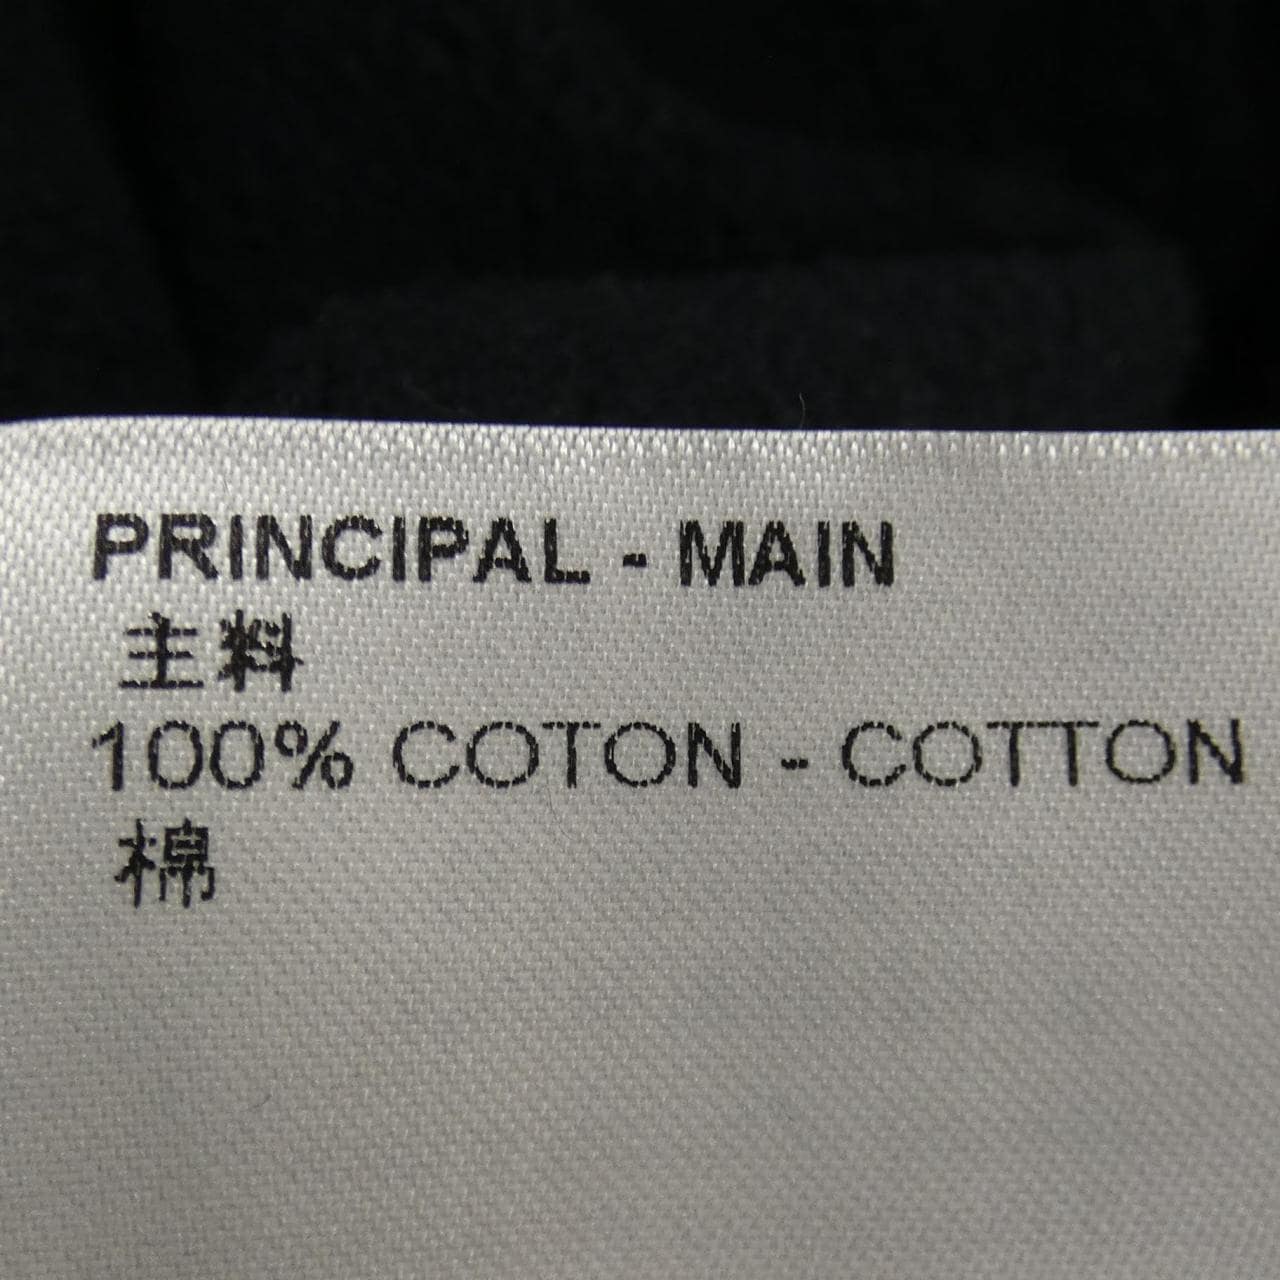 PRINCIPAL - MAIN
主料
100% COTON - COTTON
棉